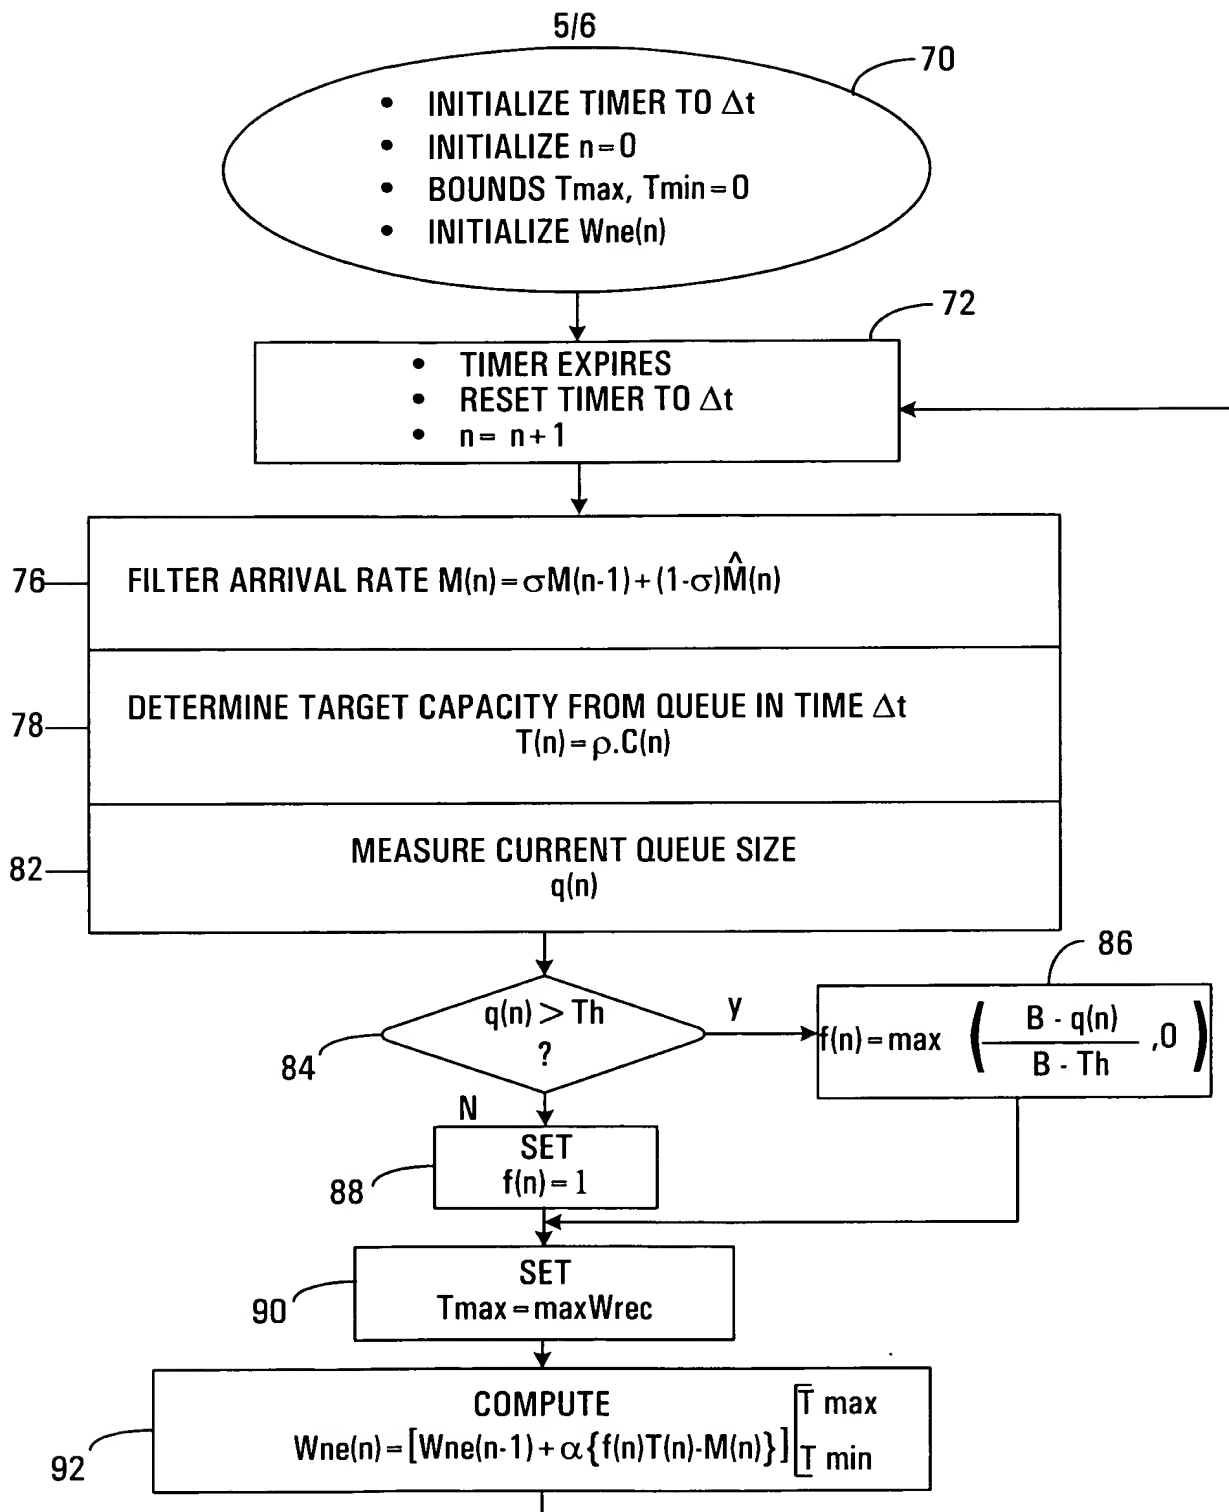 5/6
70
• INITIALIZE TIMER TO Δt
• INITIALIZE n=0
• BOUNDS Tmax, Tmin=0
• INITIALIZE Wne(n)
72
• TIMER EXPIRES
• RESET TIMER TO Δt
• n= n+1
76
FILTER ARRIVAL RATE M(n)=σM(n-1)+(1-σ)M̂(n)
78
DETERMINE TARGET CAPACITY FROM QUEUE IN TIME Δt
T(n)=ρ.C(n)
82
MEASURE CURRENT QUEUE SIZE
q(n)
84
q(n) > Th
?
y
86
f(n)=max (B - q(n) / B - Th ,0)
N
88
SET
f(n)=1
90
SET
Tmax=maxWrec
92
COMPUTE
Wne(n)=[Wne(n-1)+α{f(n)T(n)-M(n)}]
T max
T min